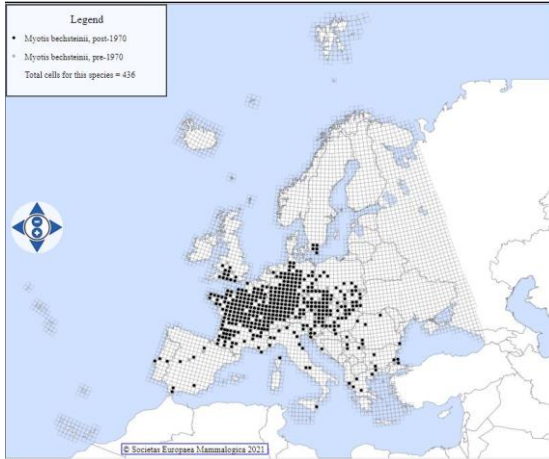 Legend
Myotis bechsteinii, post-1970
Myotis bechsteinii, pre-1970
Total cells for this species = 436
© Societas Europaea Mammalogica 2021